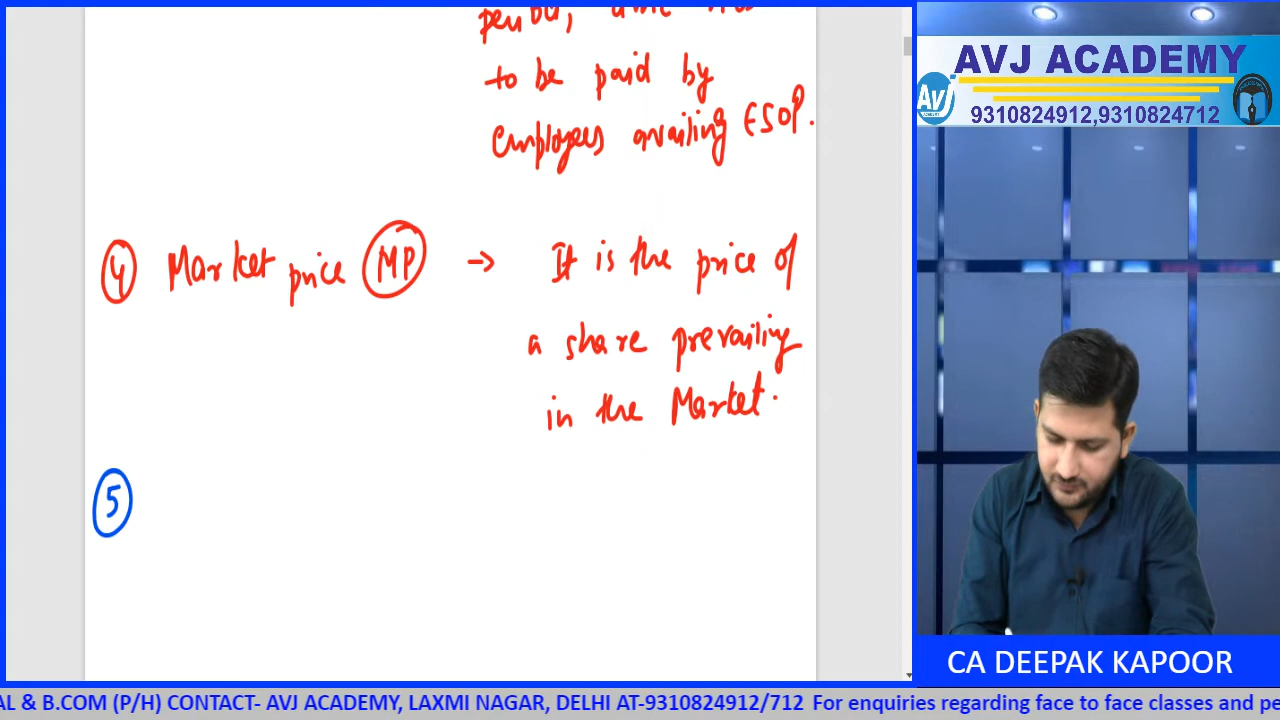 to be paid by
employees availing ESOP.
4 Market price MP → It is the price of
a share prevailing
in the Market.
5
AVJ ACADEMY
AVJ
9310824912,9310824712
CA DEEPAK KAPOOR
AL & B.COM (P/H) CONTACT- AVJ ACADEMY, LAXMI NAGAR, DELHI AT-9310824912/712 For enquiries regarding face to face classes and pe